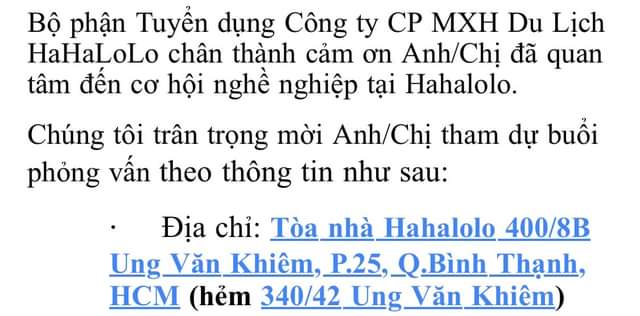 Bộ phận Tuyển dụng Công ty CP MXH Du Lịch
HaHaLoLo chân thành cảm ơn Anh/Chị đã quan
tâm đến cơ hội nghề nghiệp tại Hahalolo.
Chúng tôi trân trọng mời Anh/Chị tham dự buổi
phỏng vấn theo thông tin như sau:
· Địa chỉ: Tòa nhà Hahalolo 400/8B
Ung Văn Khiêm, P.25, Q.Bình Thạnh,
HCM (hẻm 340/42 Ung Văn Khiêm)